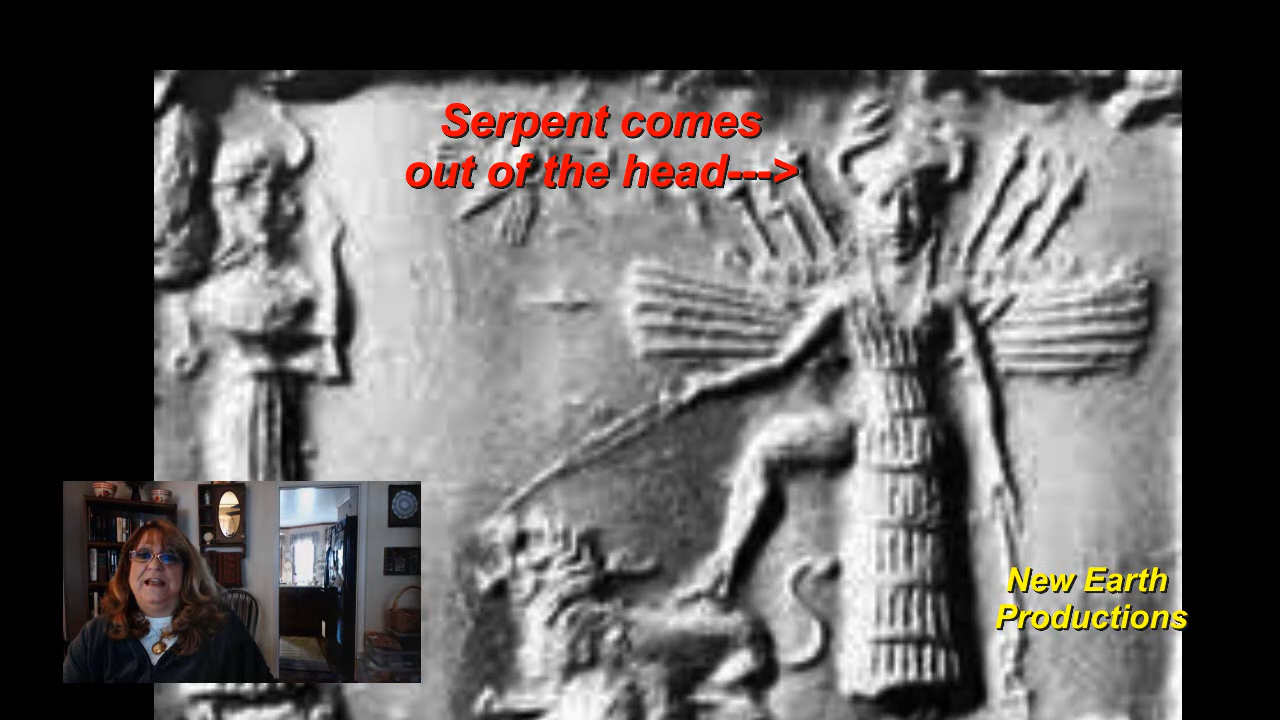 Serpent comes
out of the head--->
New Earth
Productions